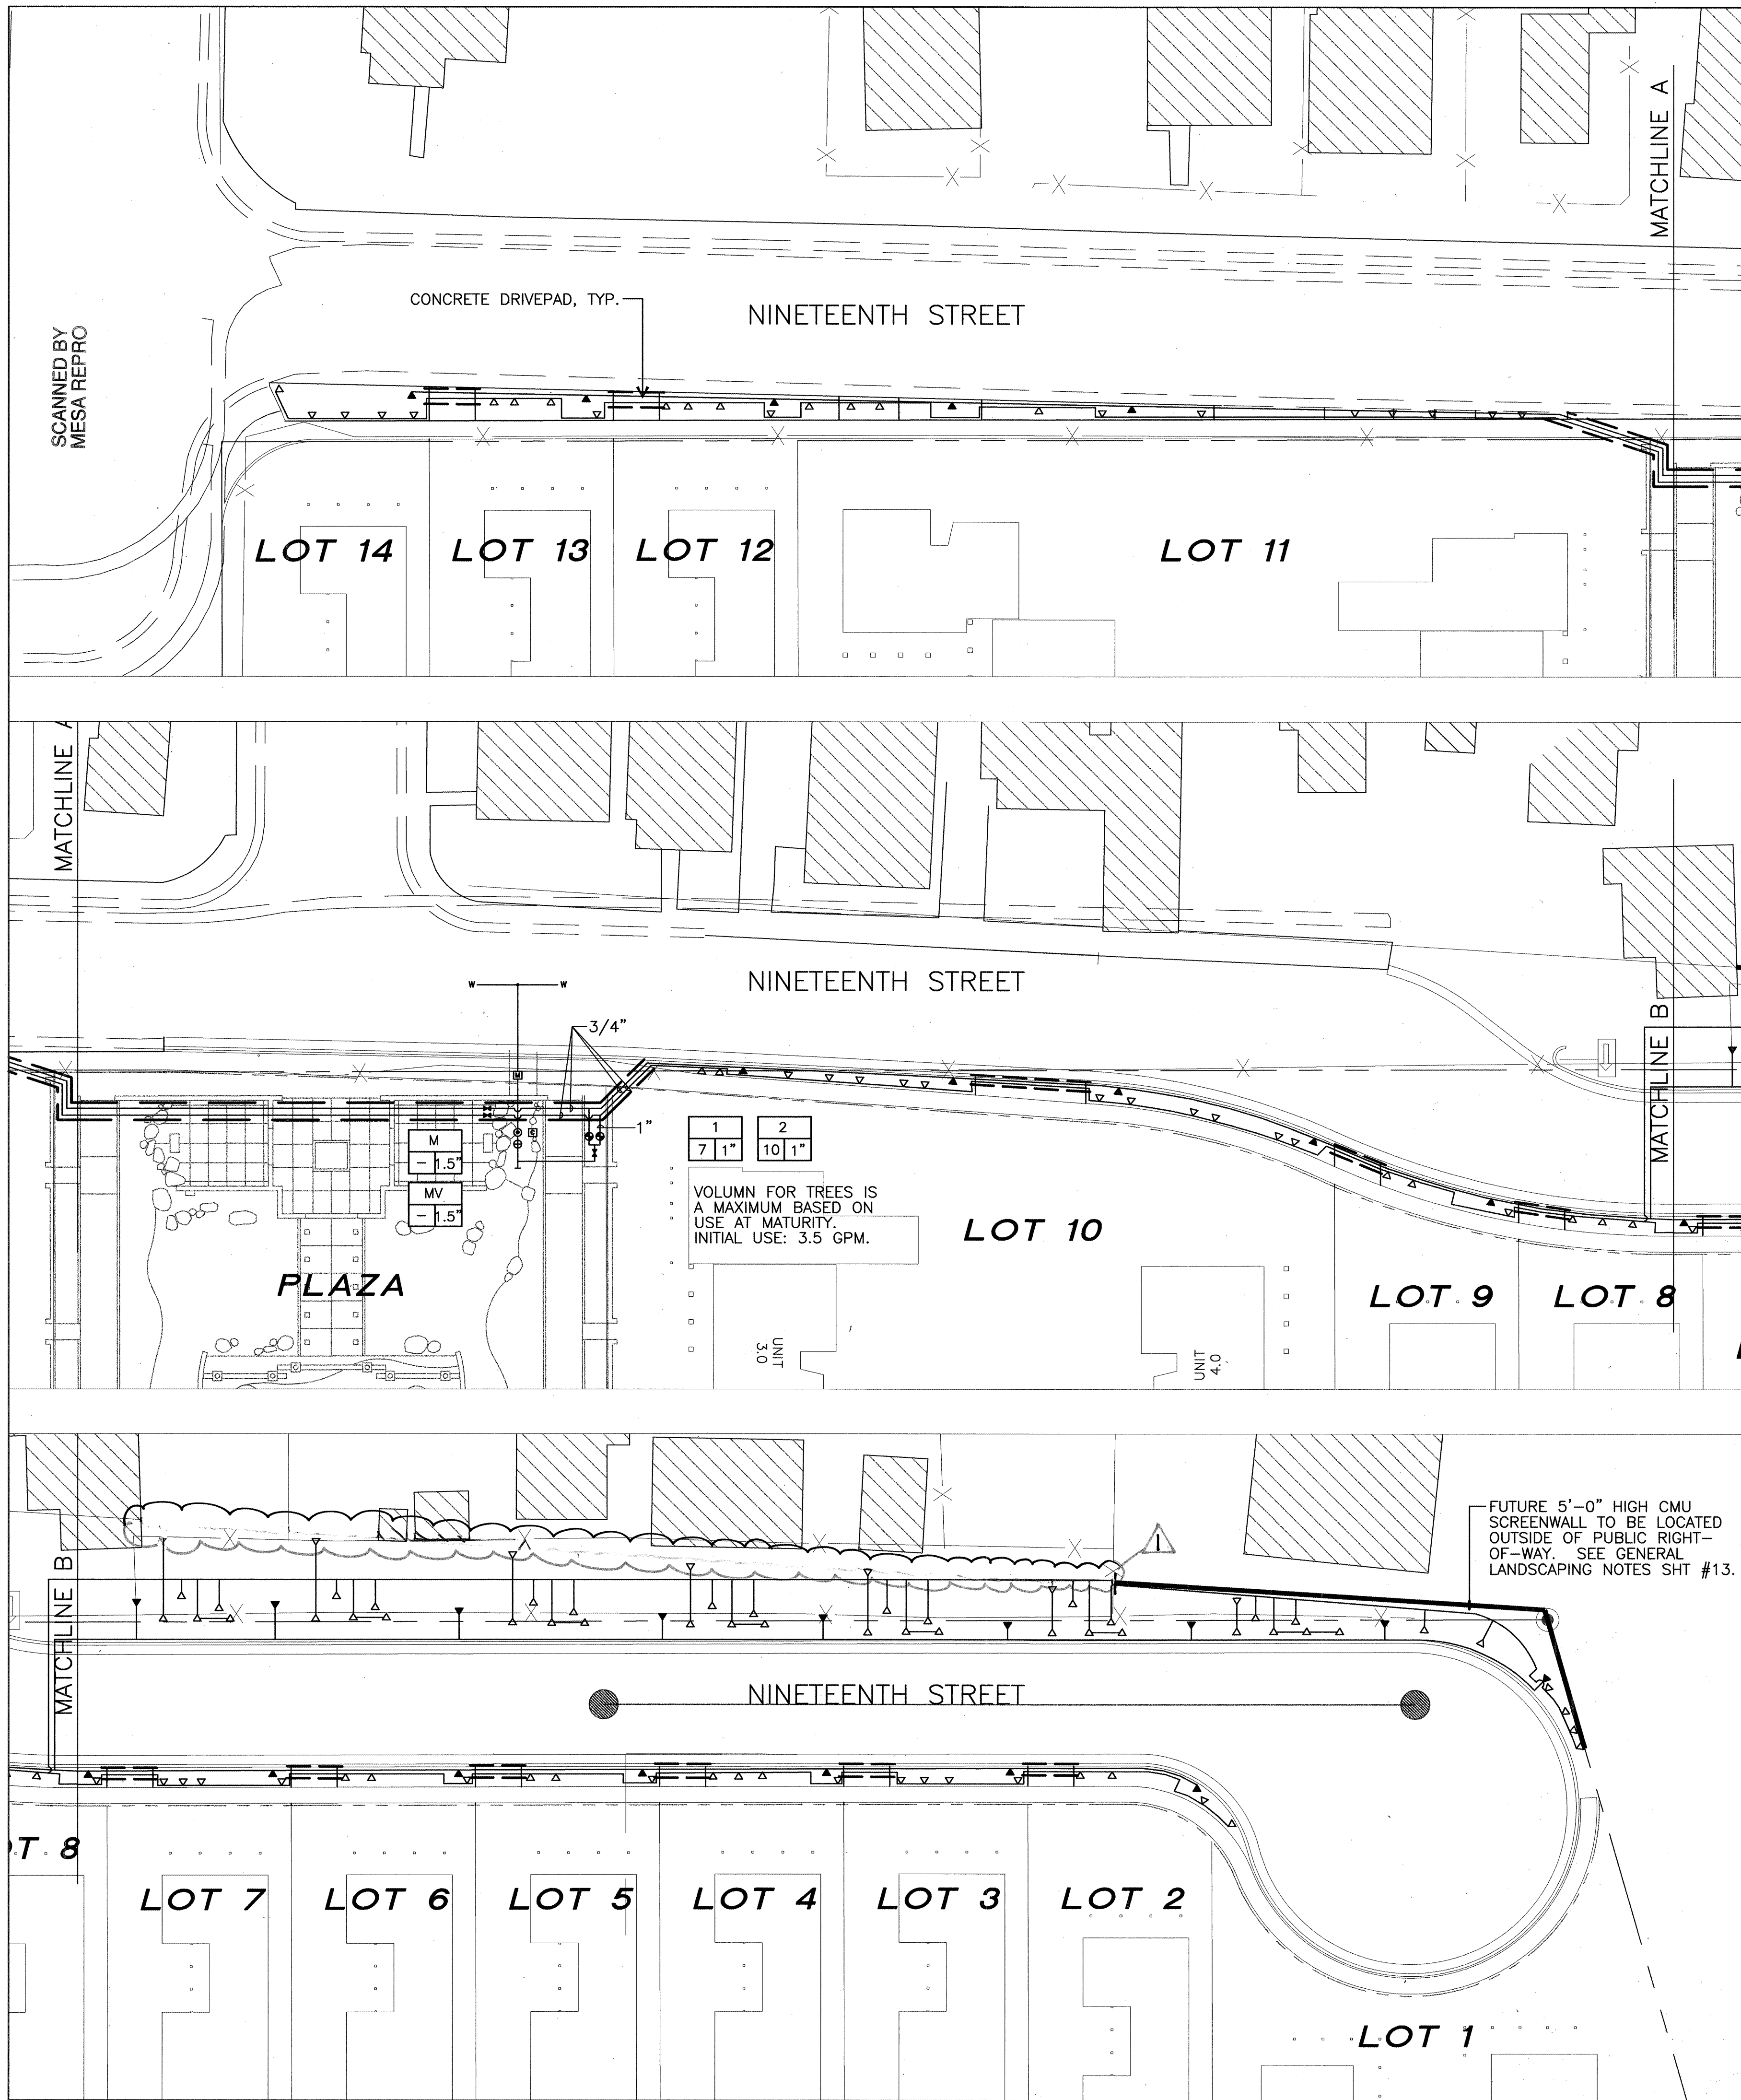 MATCHLINE A
CONCRETE DRIVEPAD, TYP.
NINETEENTH STREET
SCANNED BY
MESA REPRO
LOT 14
LOT 13
LOT 12
LOT 11
MATCHLINE A
NINETEENTH STREET
W
W
3/4"
M
1"
M
- 1.5"
MV
- 1.5"
1
7 1"
2
10 1"
VOLUMN FOR TREES IS
A MAXIMUM BASED ON
USE AT MATURITY.
INITIAL USE: 3.5 GPM.
MATCHLINE B
LOT 10
PLAZA
LOT 9
LOT 8
UNIT
3.0
UNIT
4.0
FUTURE 5'-0" HIGH CMU
SCREENWALL TO BE LOCATED
OUTSIDE OF PUBLIC RIGHT-
OF-WAY. SEE GENERAL
LANDSCAPING NOTES SHT #13.
1
MATCHLINE B
NINETEENTH STREET
OT 8
LOT 7
LOT 6
LOT 5
LOT 4
LOT 3
LOT 2
LOT 1